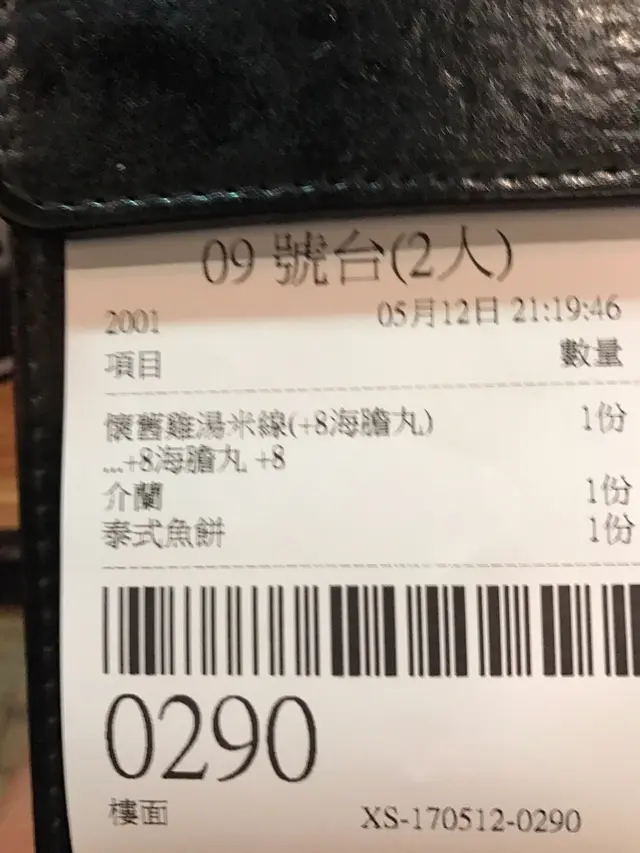 09 號台(2人)
2001 05月12日 21:19:46
項目 數量
懷舊雞湯米線(+8海膽丸) 1份
...+8海膽丸 +8
介蘭 1份
泰式魚餅 1份
0290
樓面 XS-170512-0290